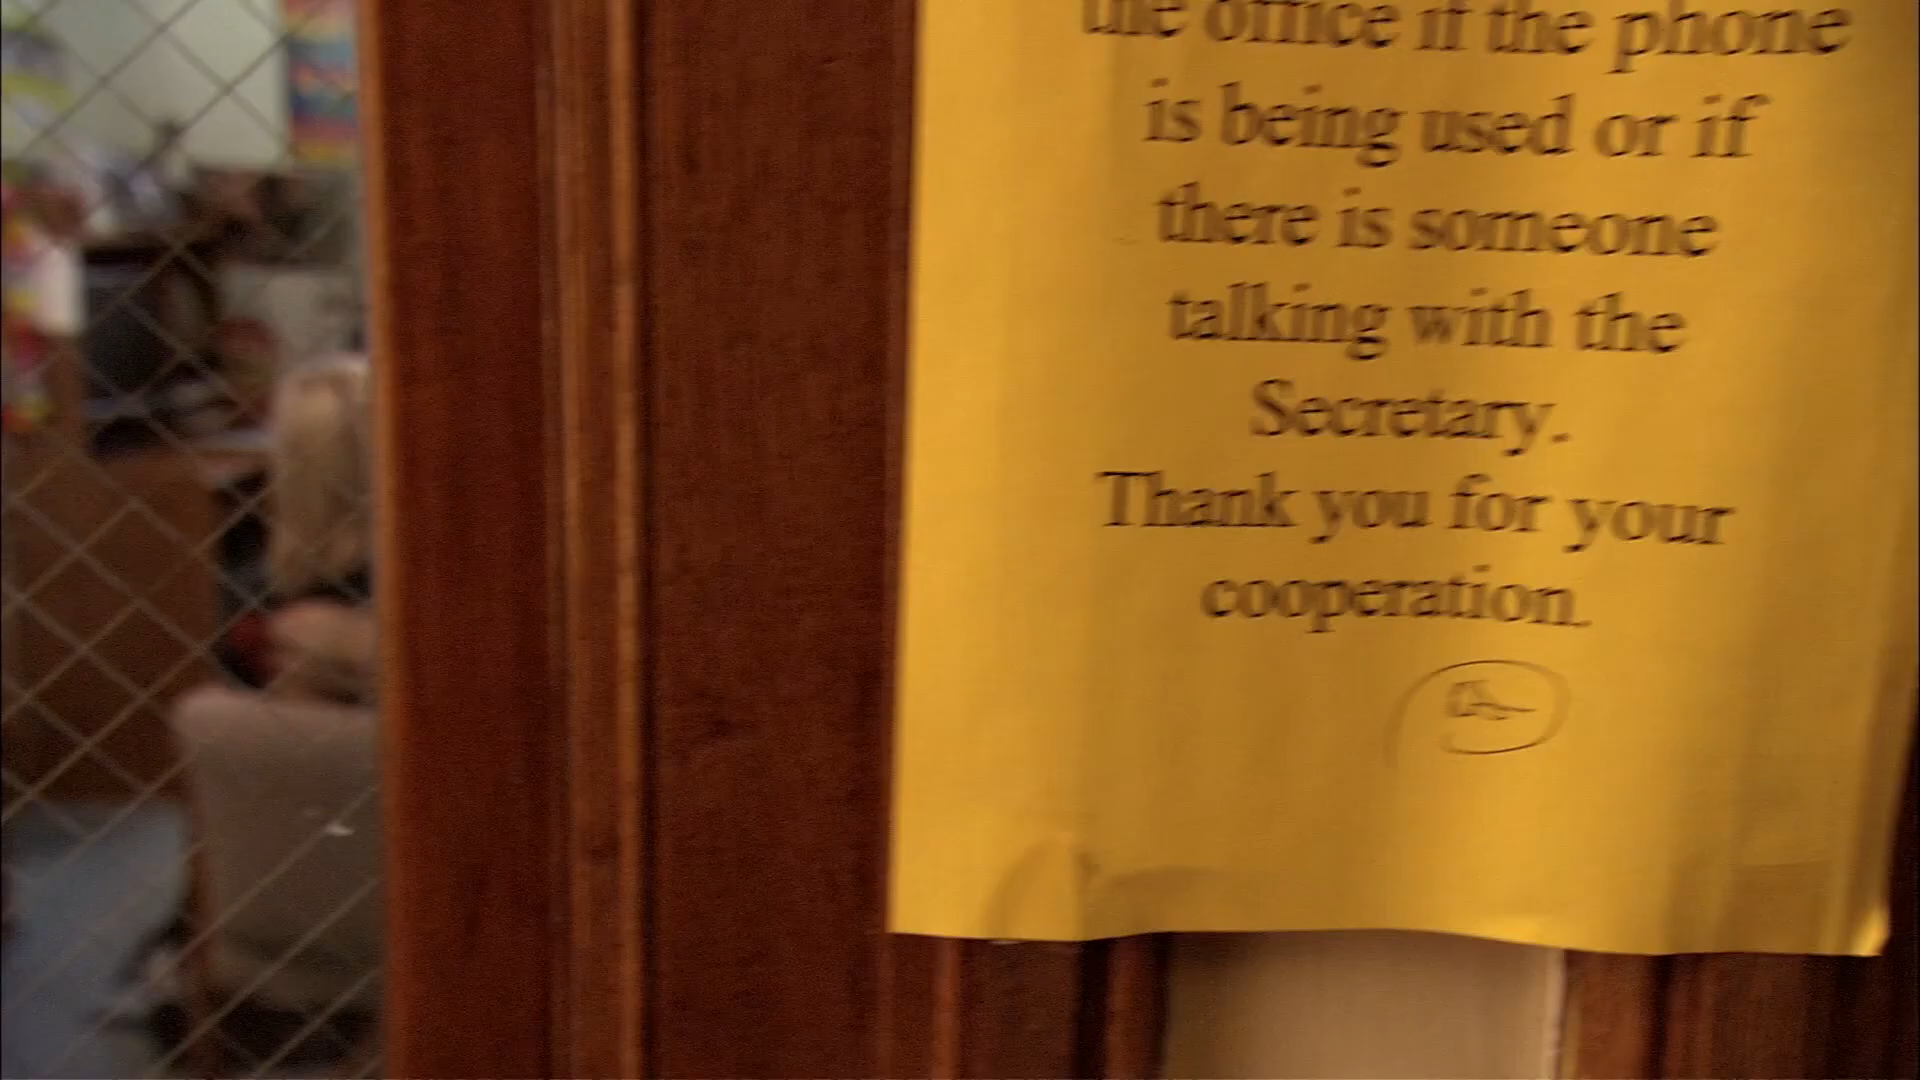 the office if the phone
is being used or if
there is someone
talking with the
Secretary.
Thank you for your
cooperation.